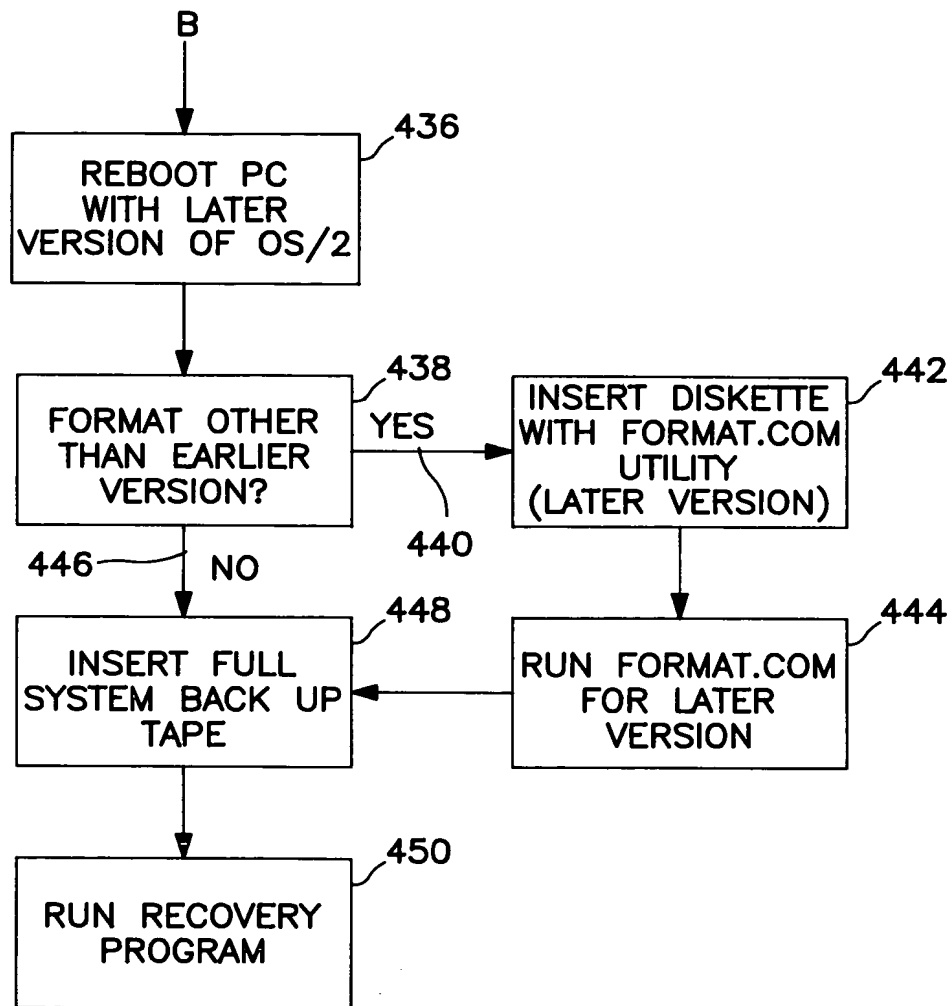 B
436
REBOOT PC
WITH LATER
VERSION OF OS/2
438
FORMAT OTHER
THAN EARLIER
VERSION?
YES
440
442
INSERT DISKETTE
WITH FORMAT.COM
UTILITY
(LATER VERSION)
446
NO
444
RUN FORMAT.COM
FOR LATER
VERSION
448
INSERT FULL
SYSTEM BACK UP
TAPE
450
RUN RECOVERY
PROGRAM